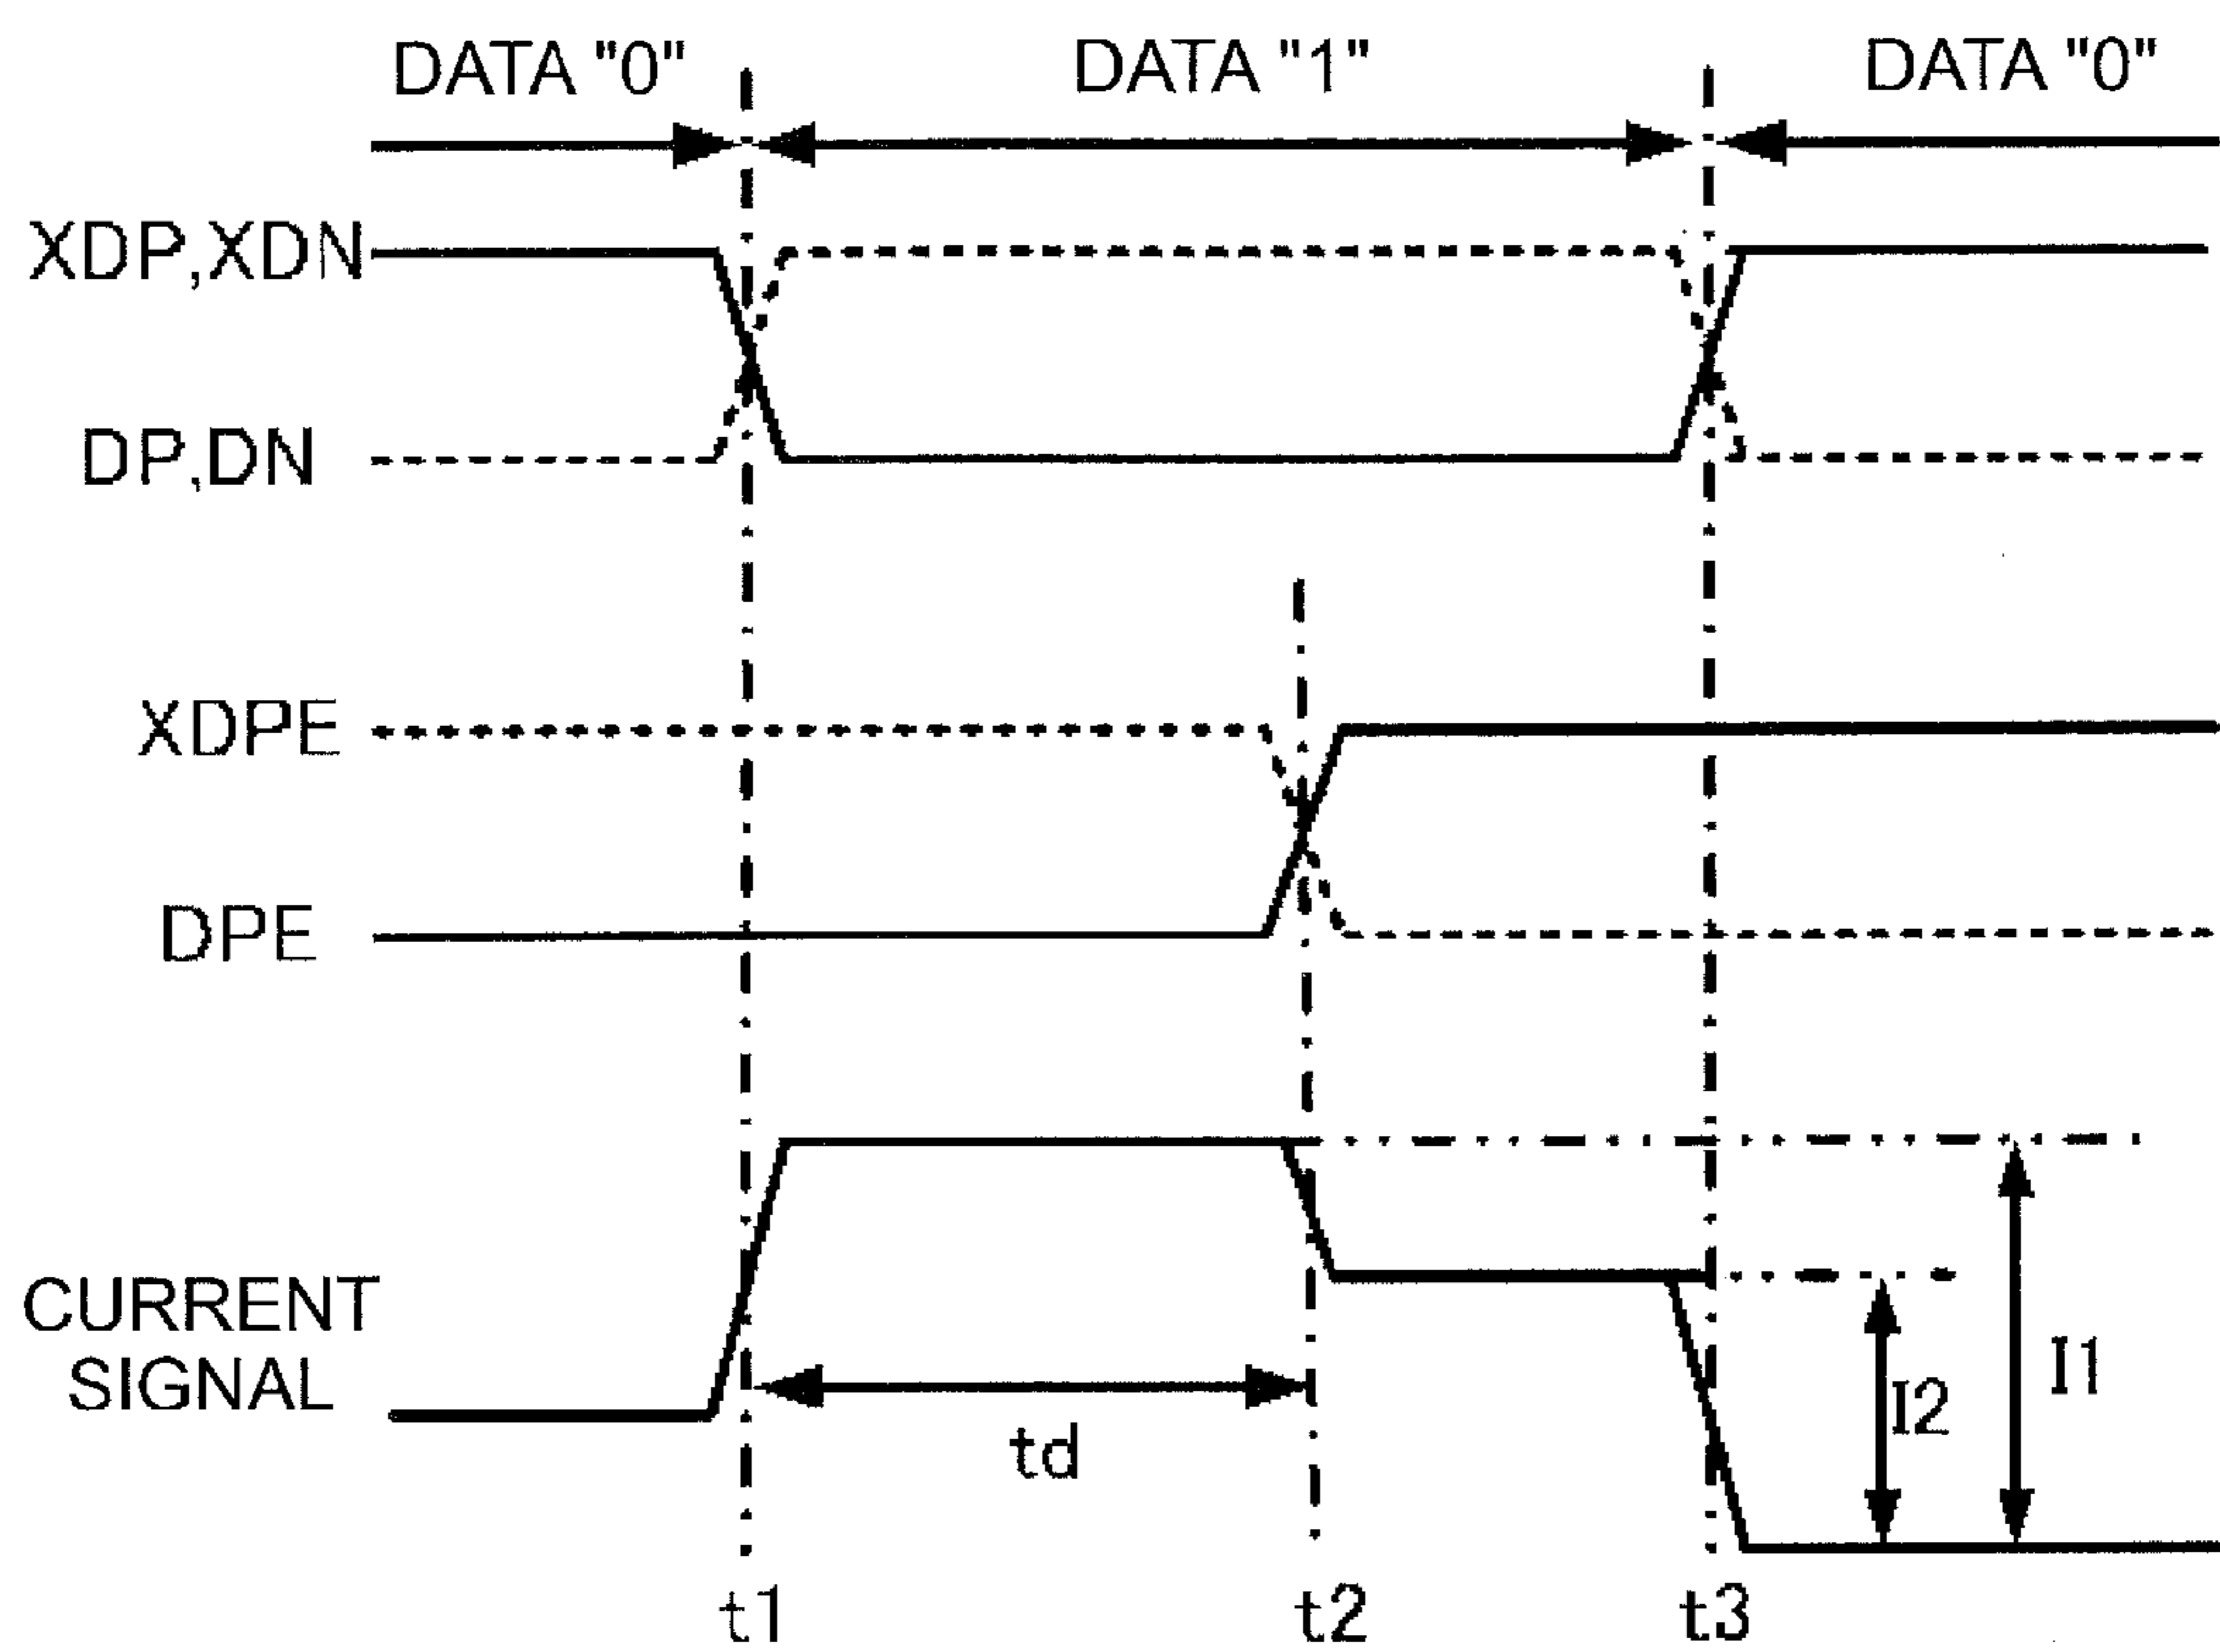 DATA "0" DATA "1" DATA "0"
XDP,XDN
DP,DN
XDPE
DPE
CURRENT
SIGNAL
td
I2
I1
t1 t2 t3